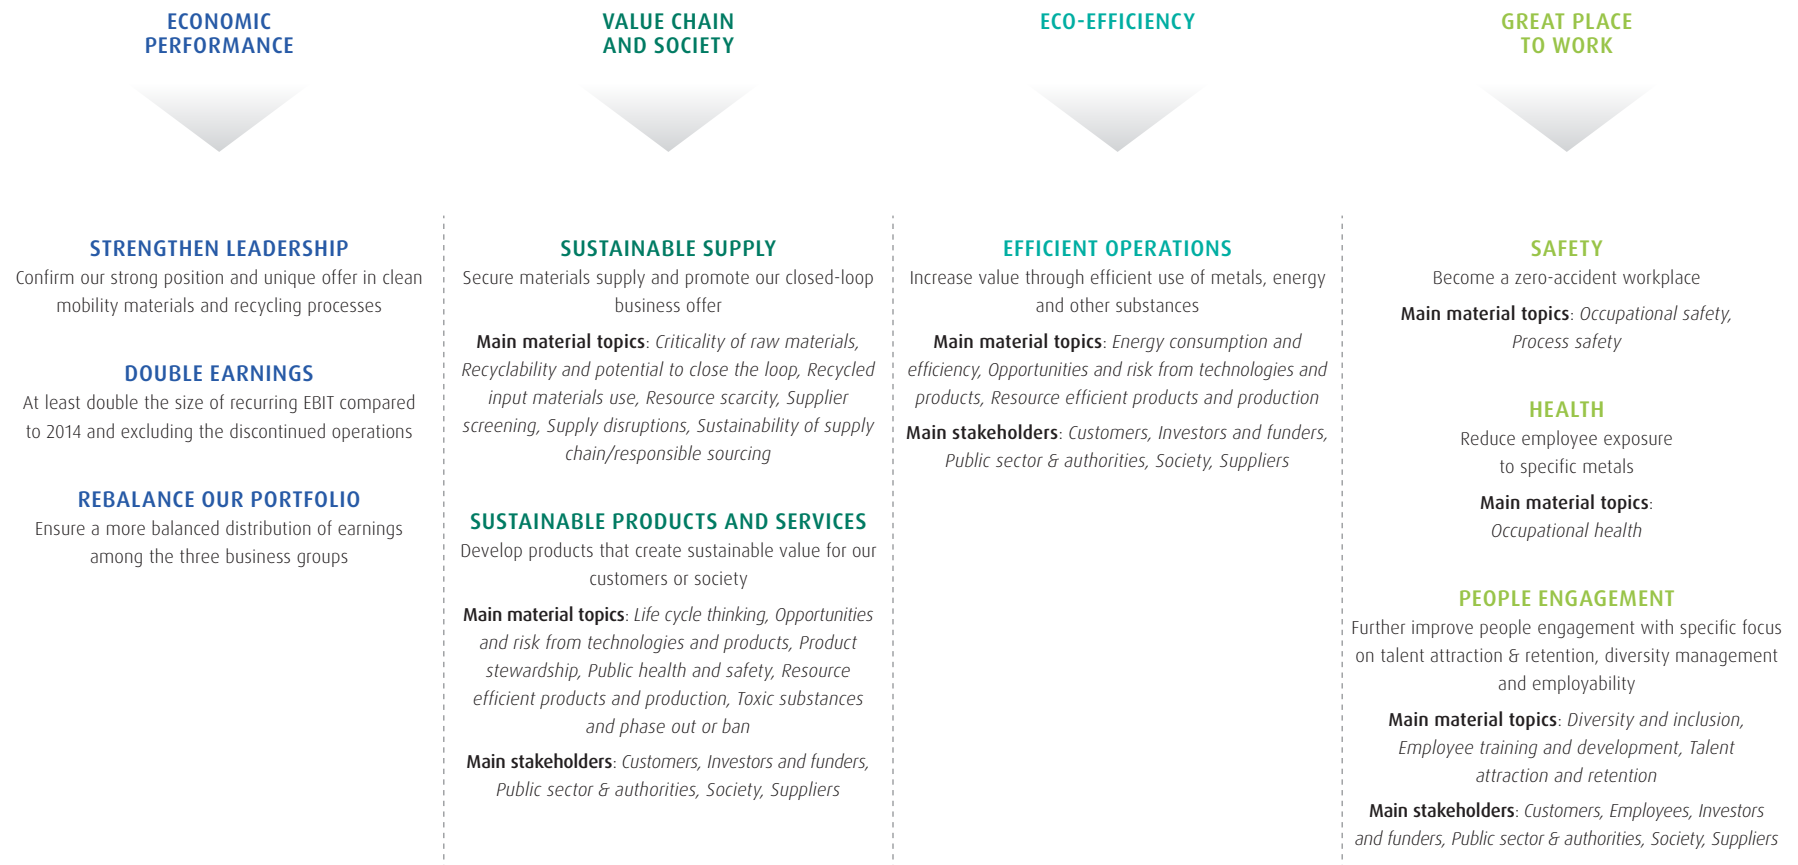 ECONOMIC
PERFORMANCE
VALUE CHAIN
AND SOCIETY
ECO-EFFICIENCY
GREAT PLACE
TO WORK
STRENGTHEN LEADERSHIP
Confirm our strong position and unique offer in clean
mobility materials and recycling processes
DOUBLE EARNINGS
At least double the size of recurring EBIT compared
to 2014 and excluding the discontinued operations
REBALANCE OUR PORTFOLIO
Ensure a more balanced distribution of earnings
among the three business groups
SUSTAINABLE SUPPLY
Secure materials supply and promote our closed-loop
business offer
Main material topics: Criticality of raw materials,
Recyclability and potential to close the loop, Recycled
input materials use, Resource scarcity, Supplier
screening, Supply disruptions, Sustainability of supply
chain/responsible sourcing
SUSTAINABLE PRODUCTS AND SERVICES
Develop products that create sustainable value for our
customers or society
Main material topics: Life cycle thinking, Opportunities
and risk from technologies and products, Product
stewardship, Public health and safety, Resource
efficient products and production, Toxic substances
and phase out or ban
Main stakeholders: Customers, Investors and funders,
Public sector & authorities, Society, Suppliers
EFFICIENT OPERATIONS
Increase value through efficient use of metals, energy
and other substances
Main material topics: Energy consumption and
efficiency, Opportunities and risk from technologies and
products, Resource efficient products and production
Main stakeholders: Customers, Investors and funders,
Public sector & authorities, Society, Suppliers
SAFETY
Become a zero-accident workplace
Main material topics: Occupational safety,
Process safety
HEALTH
Reduce employee exposure
to specific metals
Main material topics:
Occupational health
PEOPLE ENGAGEMENT
Further improve people engagement with specific focus
on talent attraction & retention, diversity management
and employability
Main material topics: Diversity and inclusion,
Employee training and development, Talent
attraction and retention
Main stakeholders: Customers, Employees, Investors
and funders, Public sector & authorities, Society, Suppliers